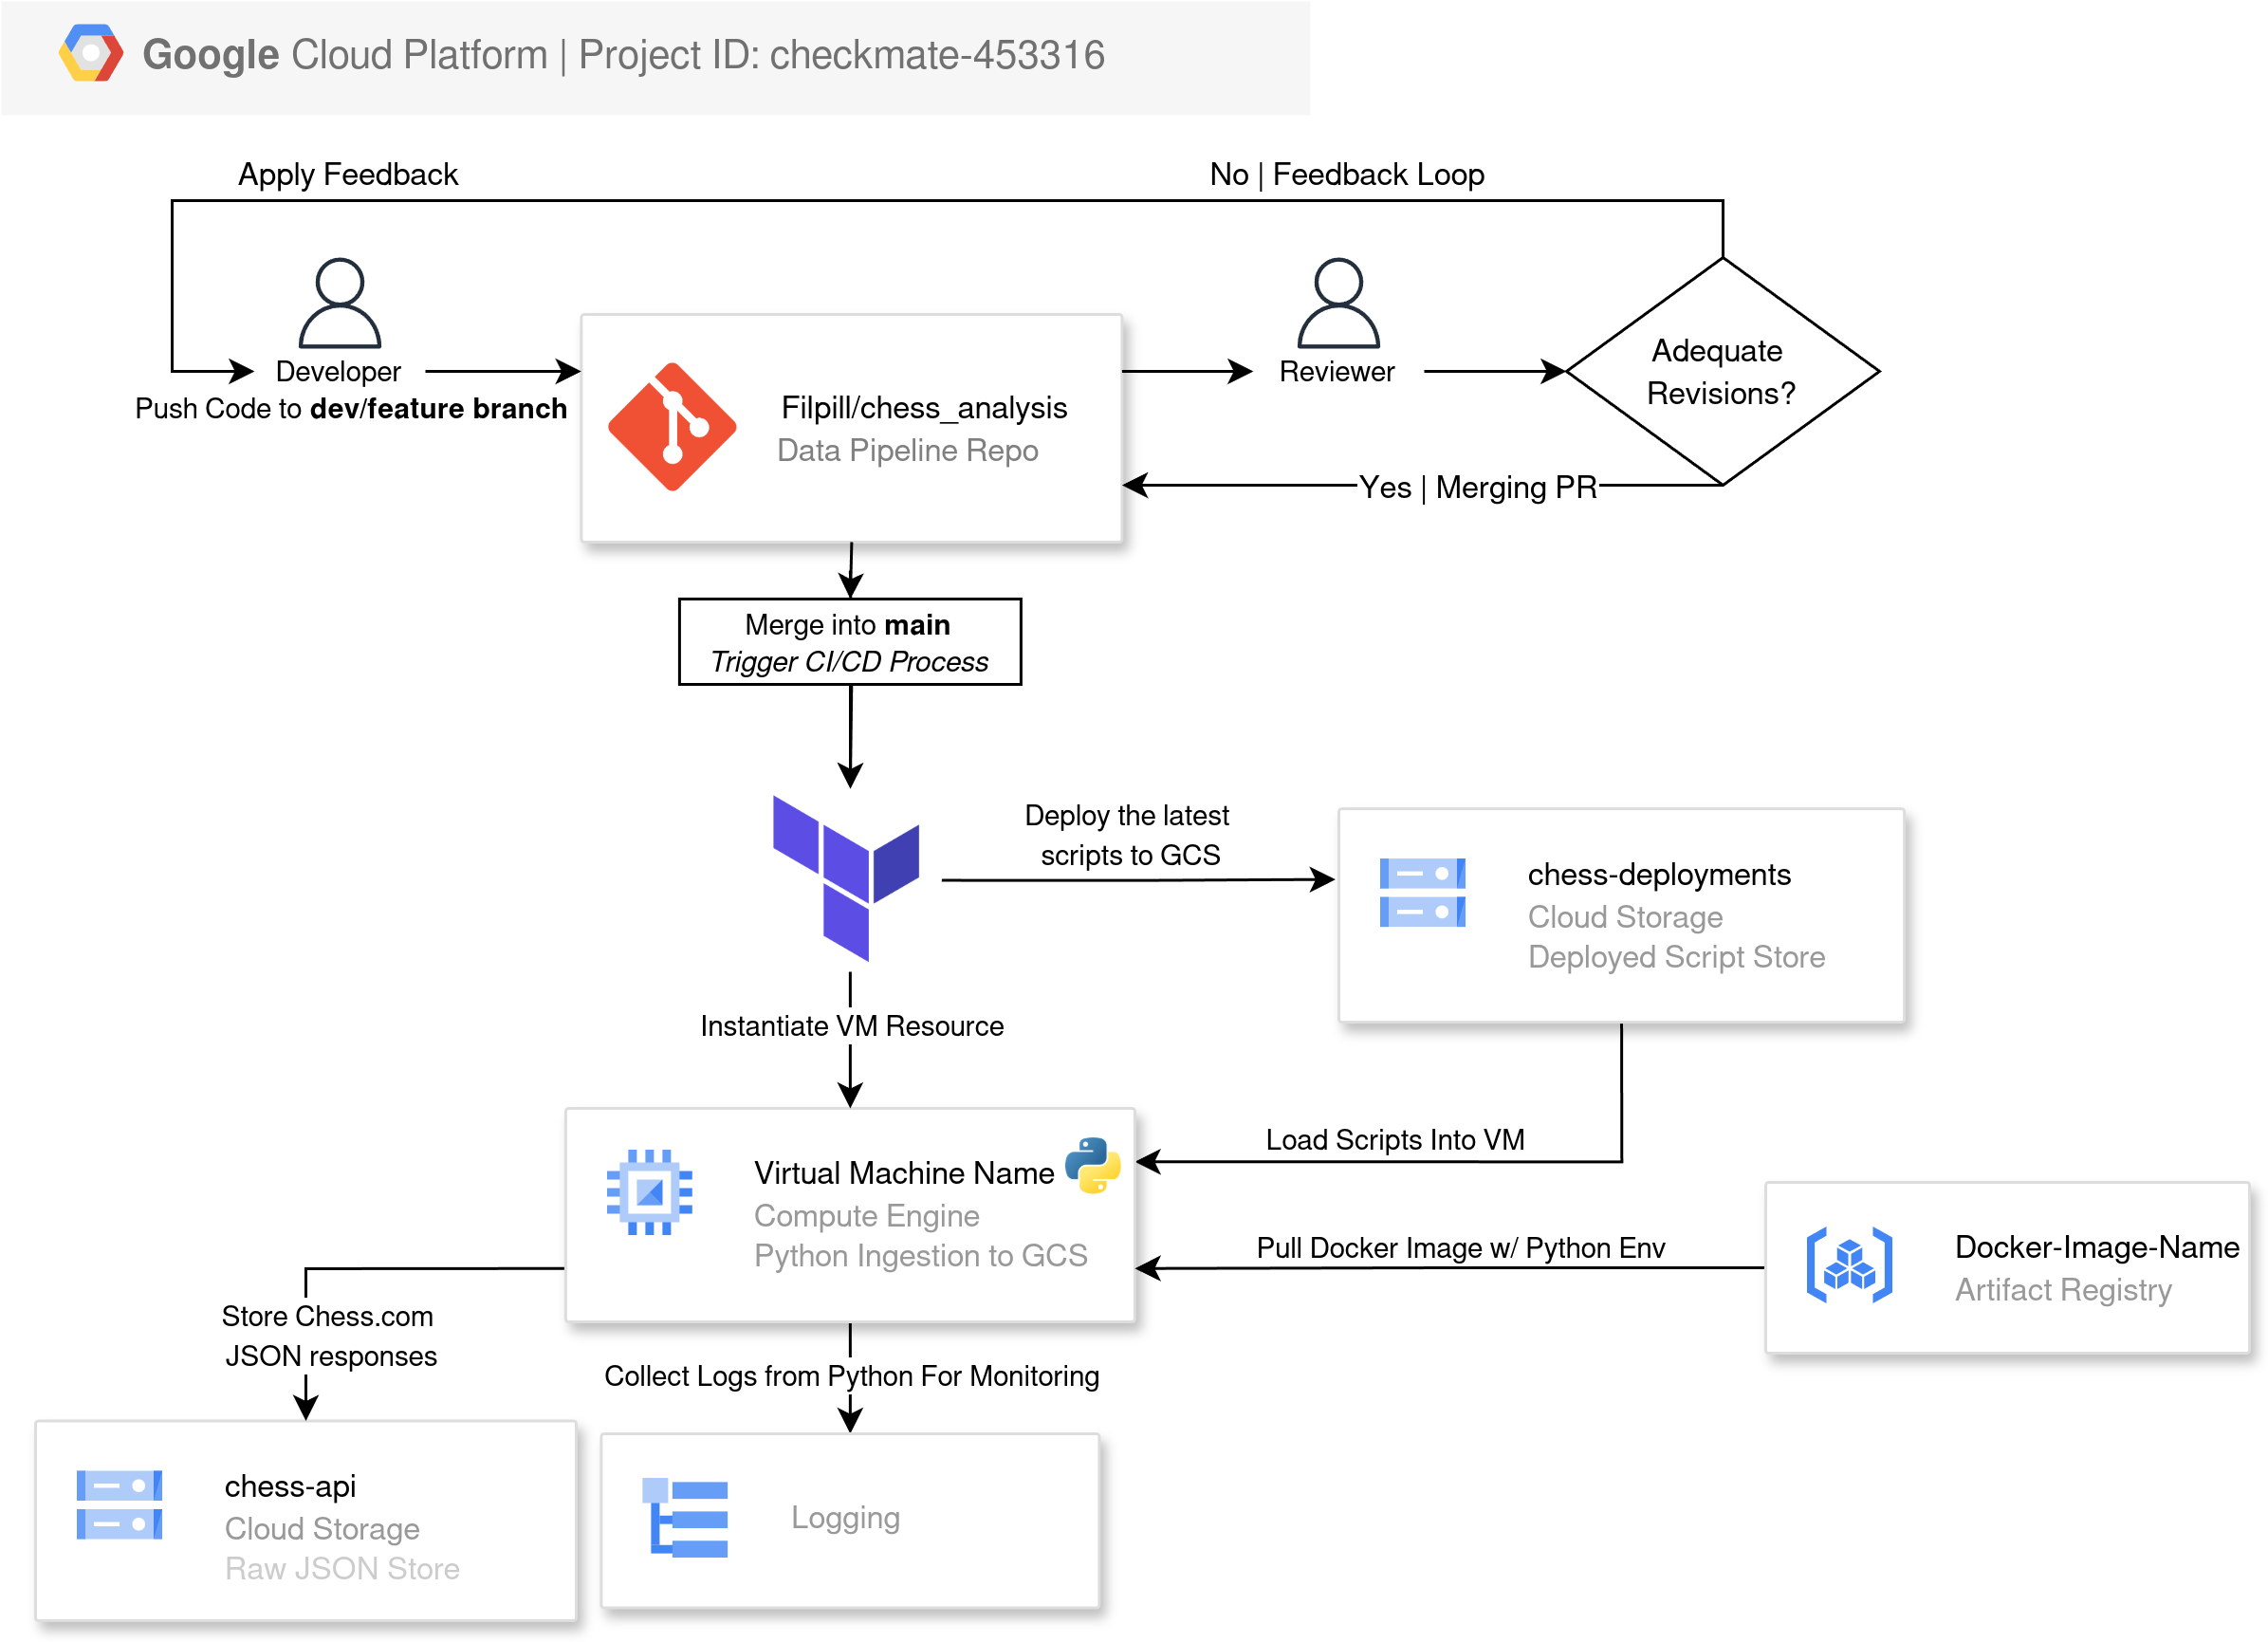 Google Cloud Platform | Project ID: checkmate-453316
Apply Feedback
No | Feedback Loop
Developer
Push Code to dev/feature branch
Filpill/chess_analysis
Data Pipeline Repo
Reviewer
Adequate
Revisions?
Yes | Merging PR
Merge into main
Trigger CI/CD Process
Deploy the latest
scripts to GCS
chess-deployments
Cloud Storage
Deployed Script Store
Instantiate VM Resource
Load Scripts Into VM
Virtual Machine Name
Compute Engine
Python Ingestion to GCS
Pull Docker Image w/ Python Env
Docker-Image-Name
Artifact Registry
Store Chess.com
JSON responses
Collect Logs from Python For Monitoring
chess-api
Cloud Storage
Raw JSON Store
Logging